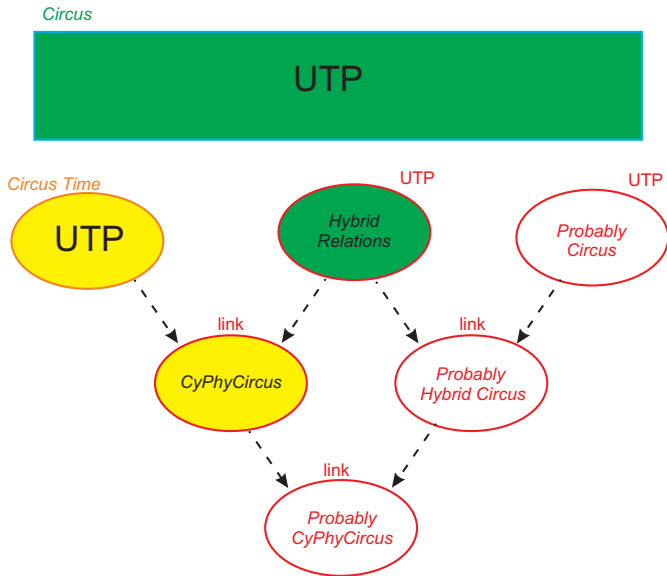 Circus
UTP
Circus Time
UTP
UTP
UTP
Hybrid
Relations
Probably
Circus
link
link
CyPhyCircus
Probably
Hybrid Circus
link
Probably
CyPhyCircus